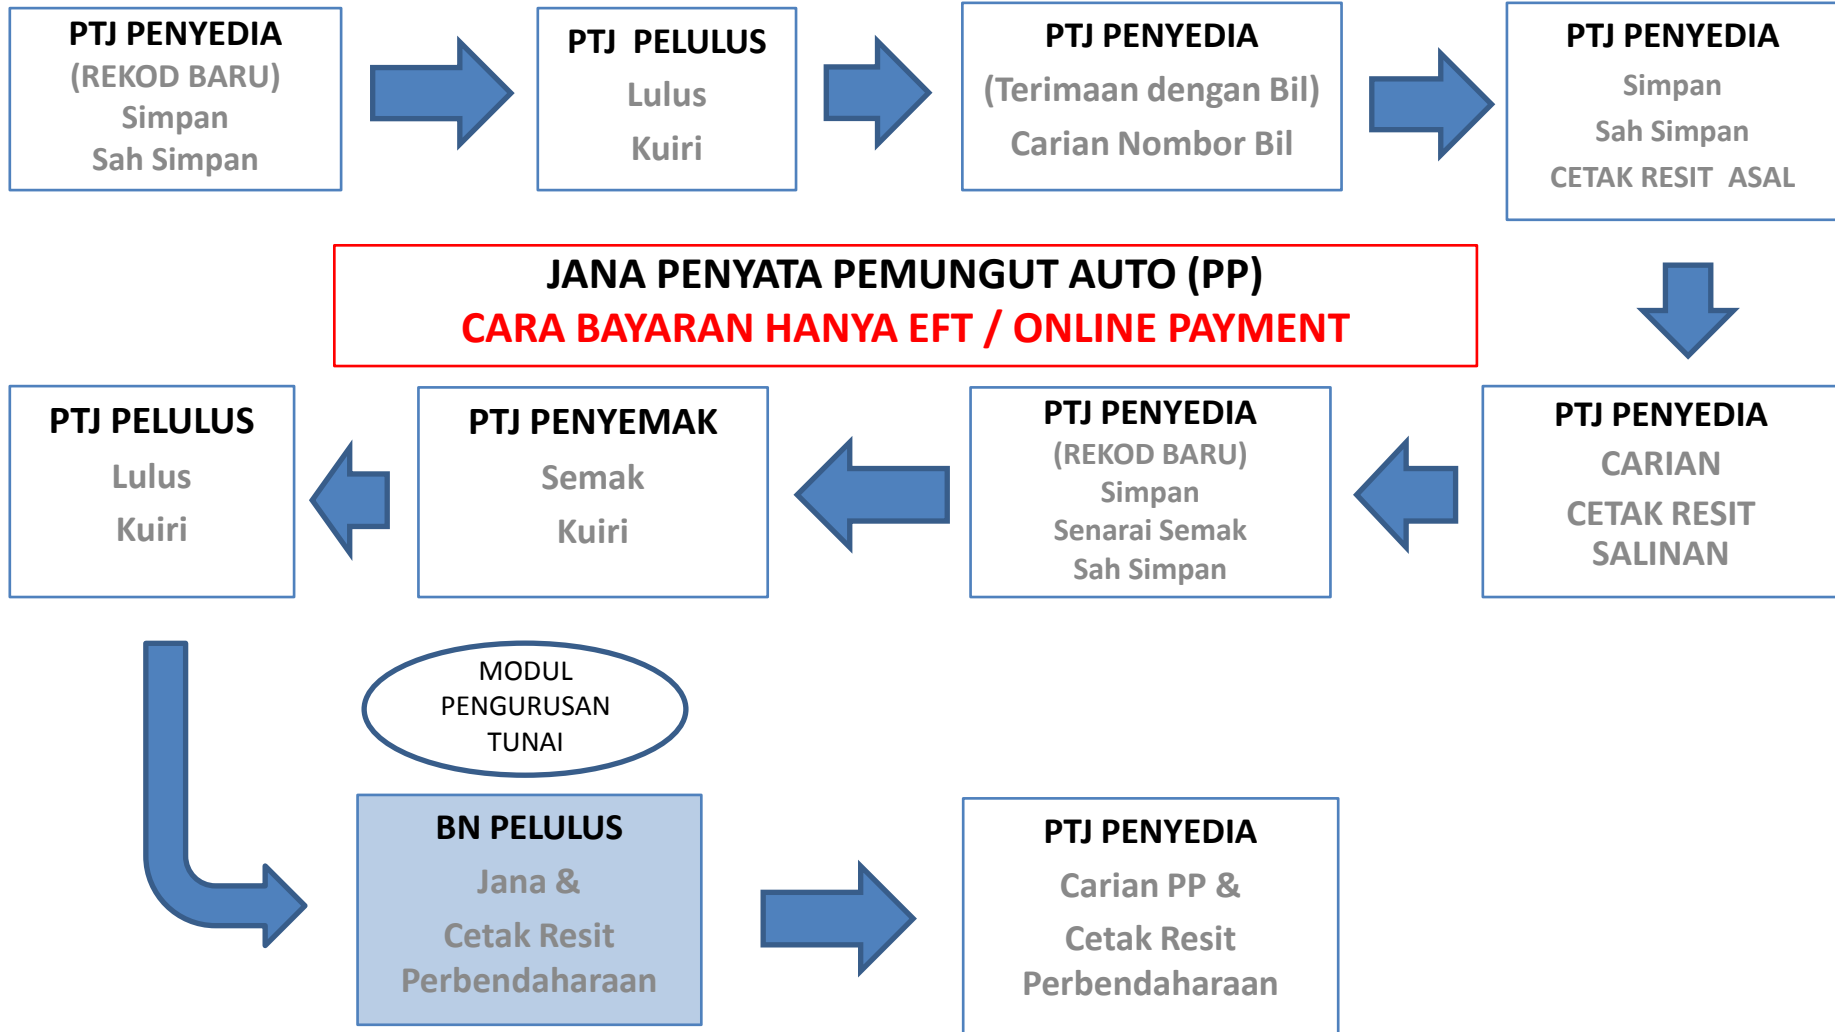 PTJ PENYEDIA
(REKOD BARU)
Simpan
Sah Simpan
PTJ PELULUS
Lulus
Kuiri
PTJ PENYEDIA
(Terimaan dengan Bil)
Carian Nombor Bil
PTJ PENYEDIA
Simpan
Sah Simpan
CETAK RESIT ASAL
JANA PENYATA PEMUNGUT AUTO (PP)
CARA BAYARAN HANYA EFT / ONLINE PAYMENT
PTJ PENYEDIA
CARIAN
CETAK RESIT
SALINAN
PTJ PENYEDIA
(REKOD BARU)
Simpan
Senarai Semak
Sah Simpan
PTJ PENYEMAK
Semak
Kuiri
PTJ PELULUS
Lulus
Kuiri
MODUL
PENGURUSAN
TUNAI
BN PELULUS
Jana &
Cetak Resit
Perbendaharaan
PTJ PENYEDIA
Carian PP &
Cetak Resit
Perbendaharaan